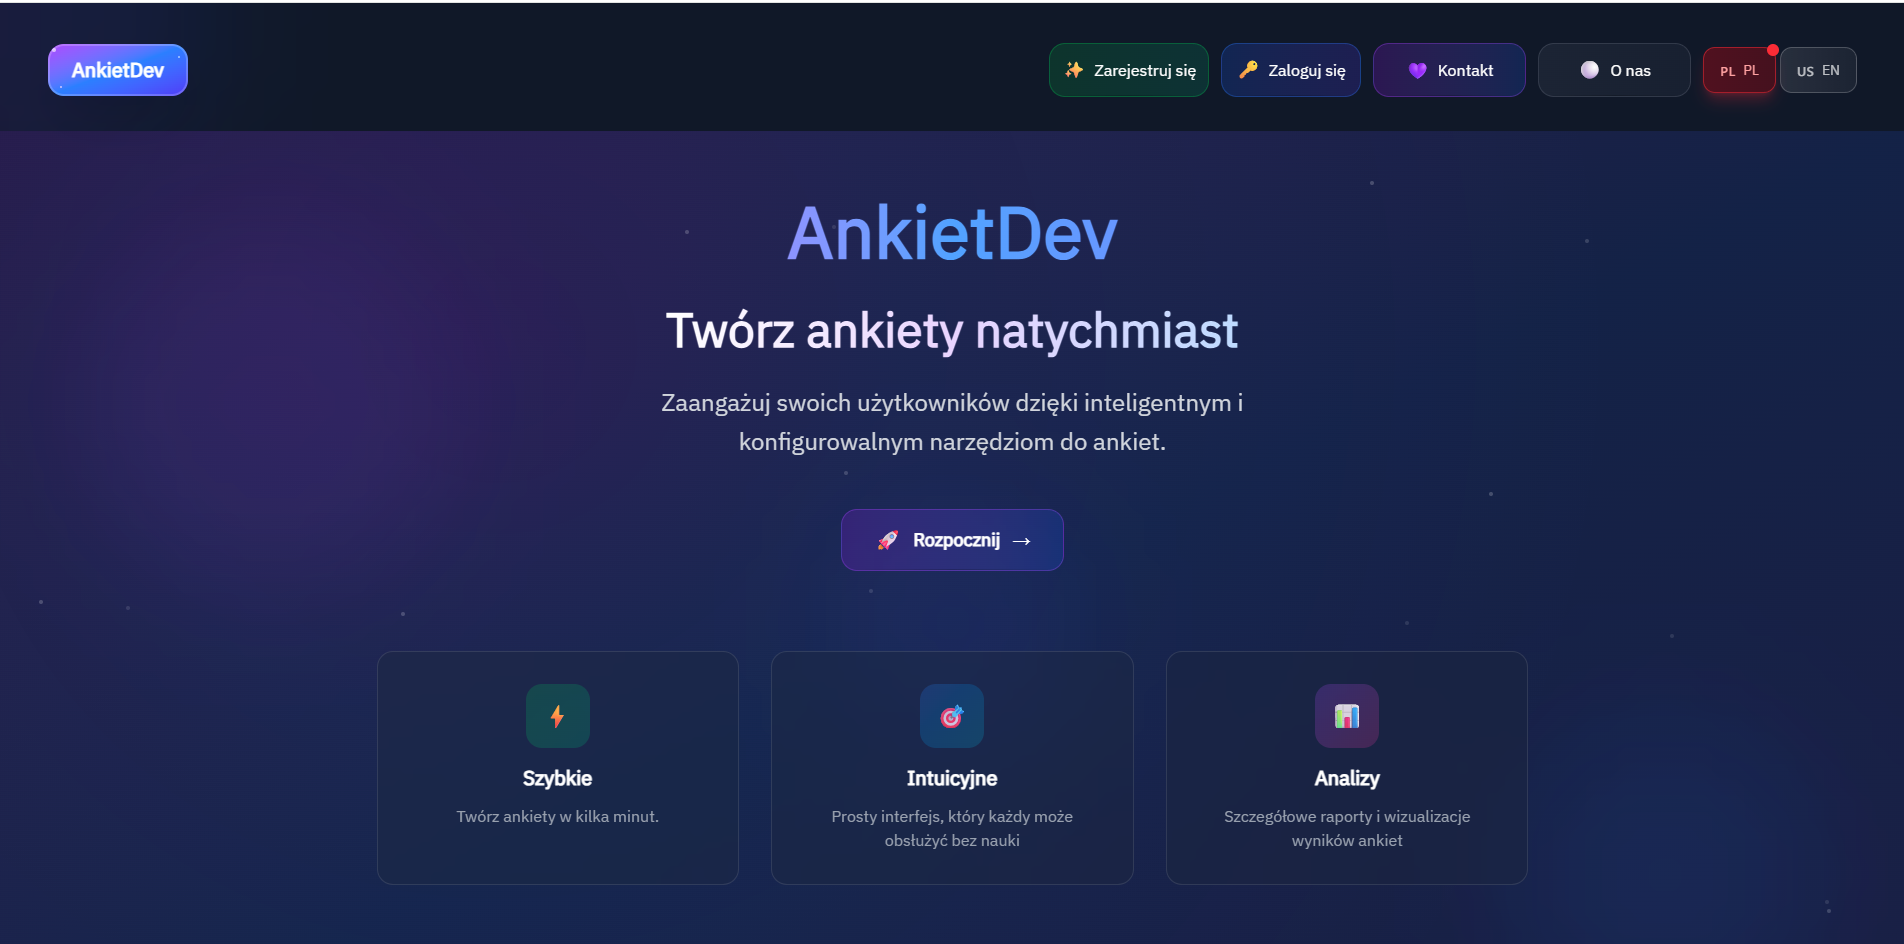 AnkietDev
Zarejestruj się
Zaloguj się
Kontakt
O nas
PL PL
US EN
AnkietDev
Twórz ankiety natychmiast
Zaangażuj swoich użytkowników dzięki inteligentnym i
konfigurowalnym narzędziom do ankiet.
Rozpocznij →
Szybkie
Twórz ankiety w kilka minut.
Intuicyjne
Prosty interfejs, który każdy może
obsłużyć bez nauki
Analizy
Szczegółowe raporty i wizualizacje
wyników ankiet